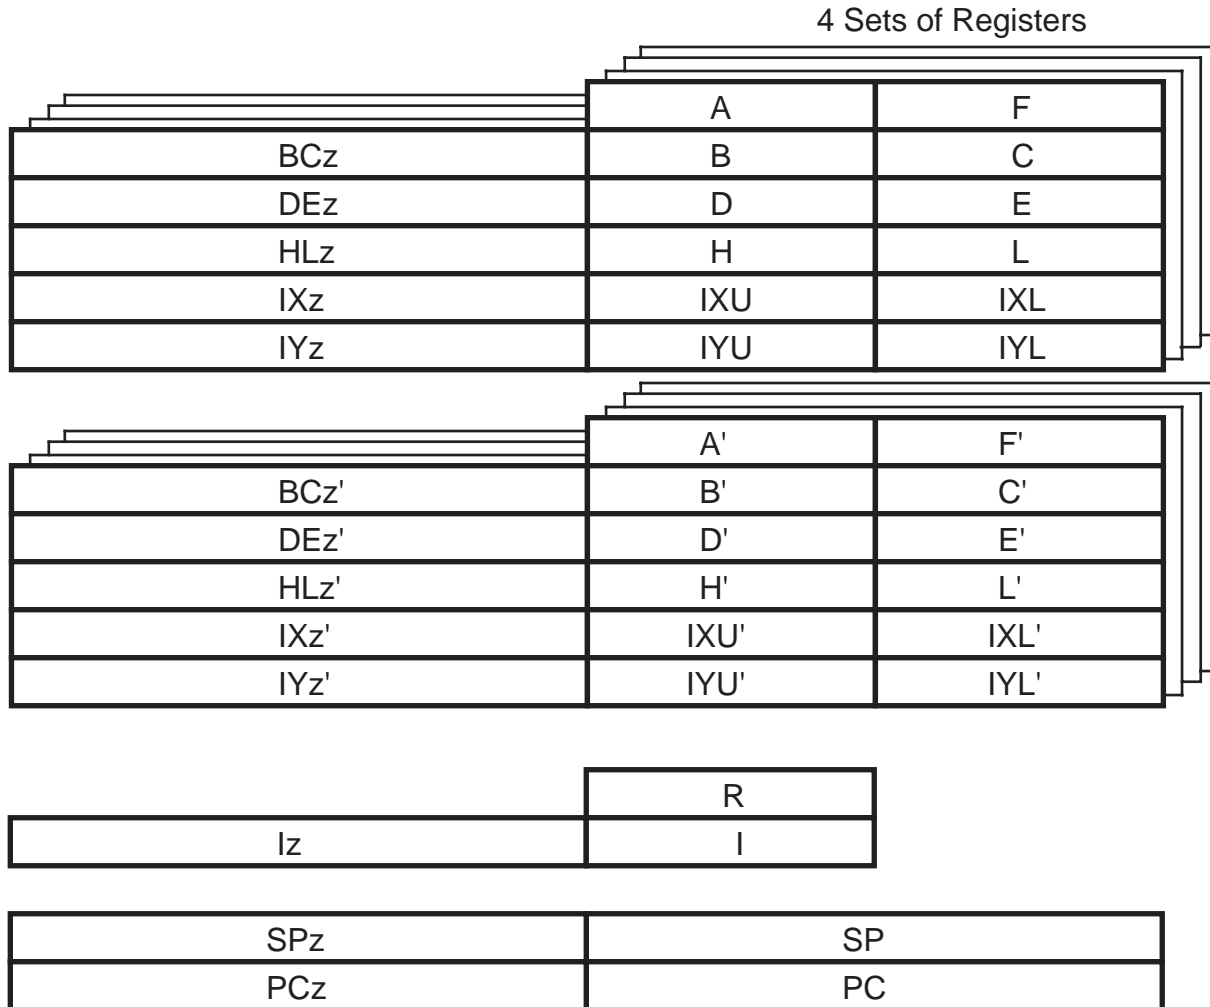 4 Sets of Registers
A F
BCz B C
DEz D E
HLz H L
IXz IXU IXL
IYz IYU IYL
A' F'
BCz' B' C'
DEz' D' E'
HLz' H' L'
IXz' IXU' IXL'
IYz' IYU' IYL'
R
Iz I
SPz SP
PCz PC